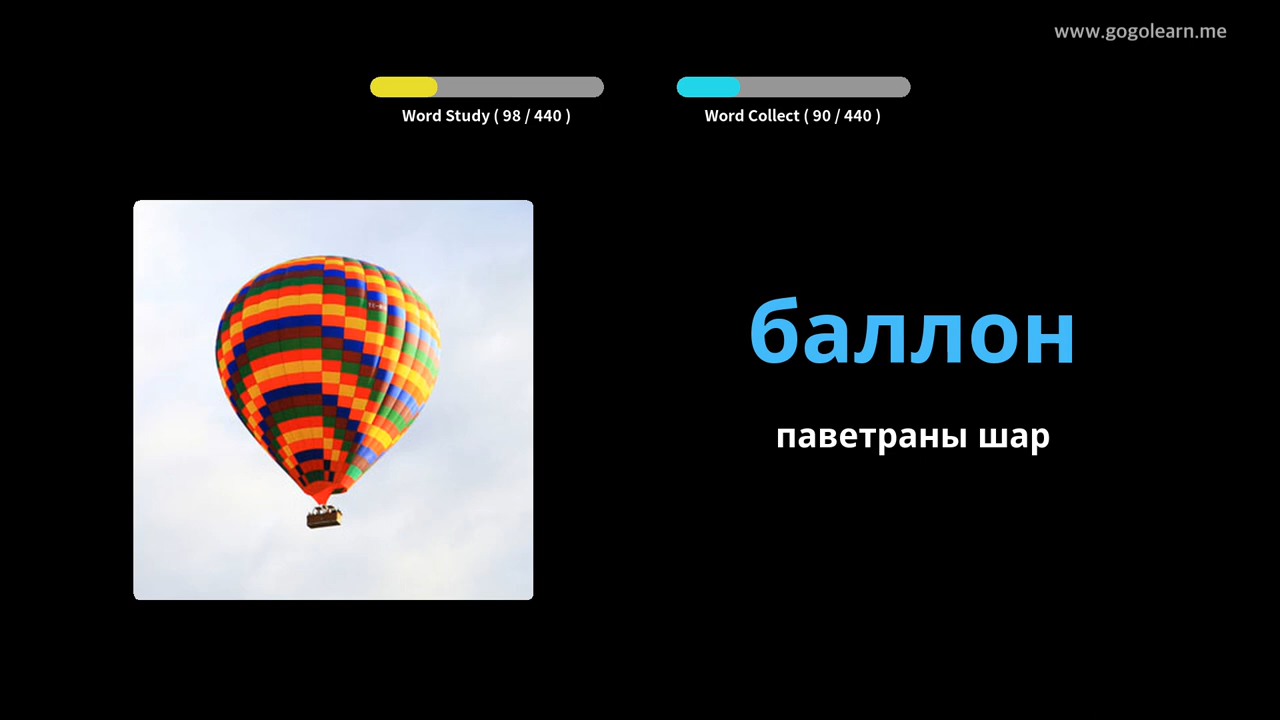 www.gogolearn.me
Word Study ( 98 / 440 )
Word Collect ( 90 / 440 )
баллон
паветраны шар